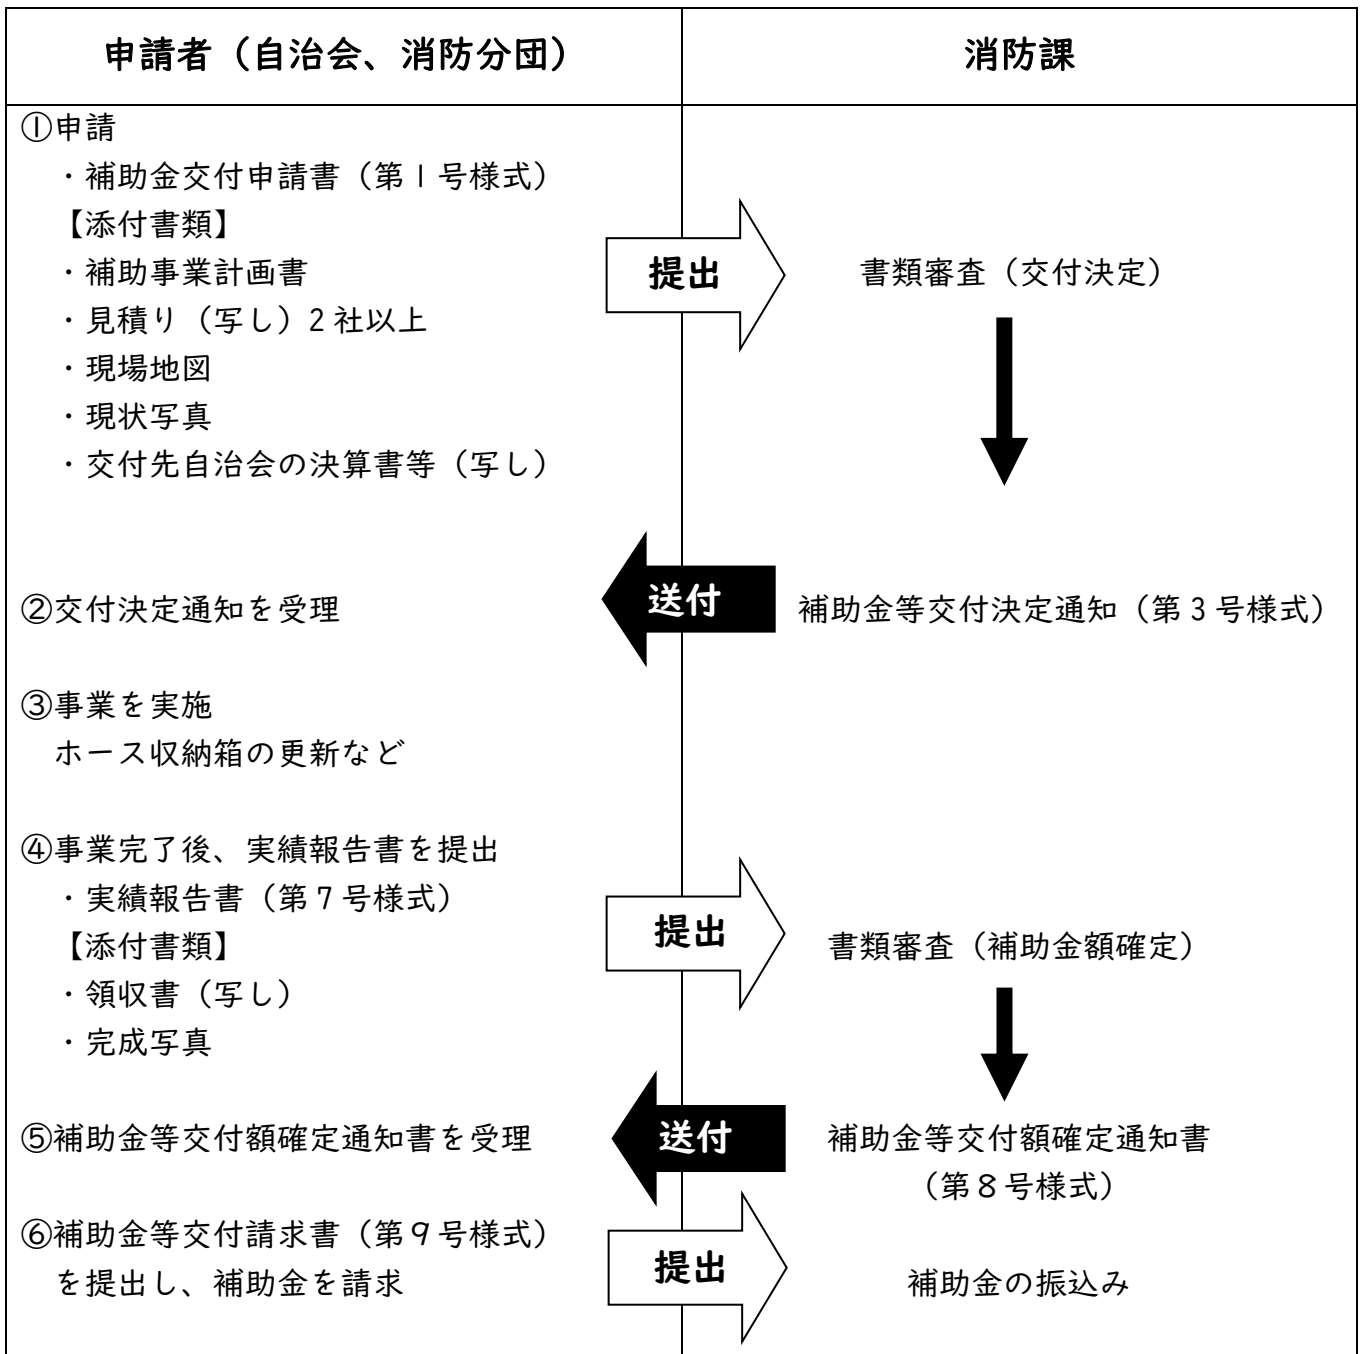 申請者（自治会、消防分団）
消防課
①申請
・補助金交付申請書（第1号様式）
【添付書類】
・補助事業計画書
・見積り（写し）2社以上
・現場地図
・現状写真
・交付先自治会の決算書等（写し）
提出
書類審査（交付決定）
②交付決定通知を受理
送付
補助金等交付決定通知（第3号様式）
③事業を実施
ホース収納箱の更新など
④事業完了後、実績報告書を提出
・実績報告書（第7号様式）
【添付書類】
・領収書（写し）
・完成写真
提出
書類審査（補助金額確定）
⑤補助金等交付額確定通知書を受理
送付
補助金等交付額確定通知書
（第8号様式）
⑥補助金等交付請求書（第9号様式）
を提出し、補助金を請求
提出
補助金の振込み